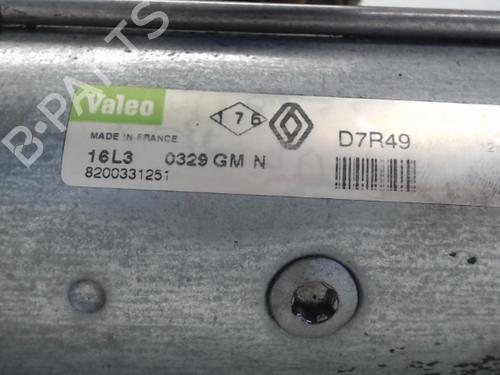 B-PARTS
Valeo
176
MADE IN FRANCE
D7R49
16L3 0329 GM N
8200331251